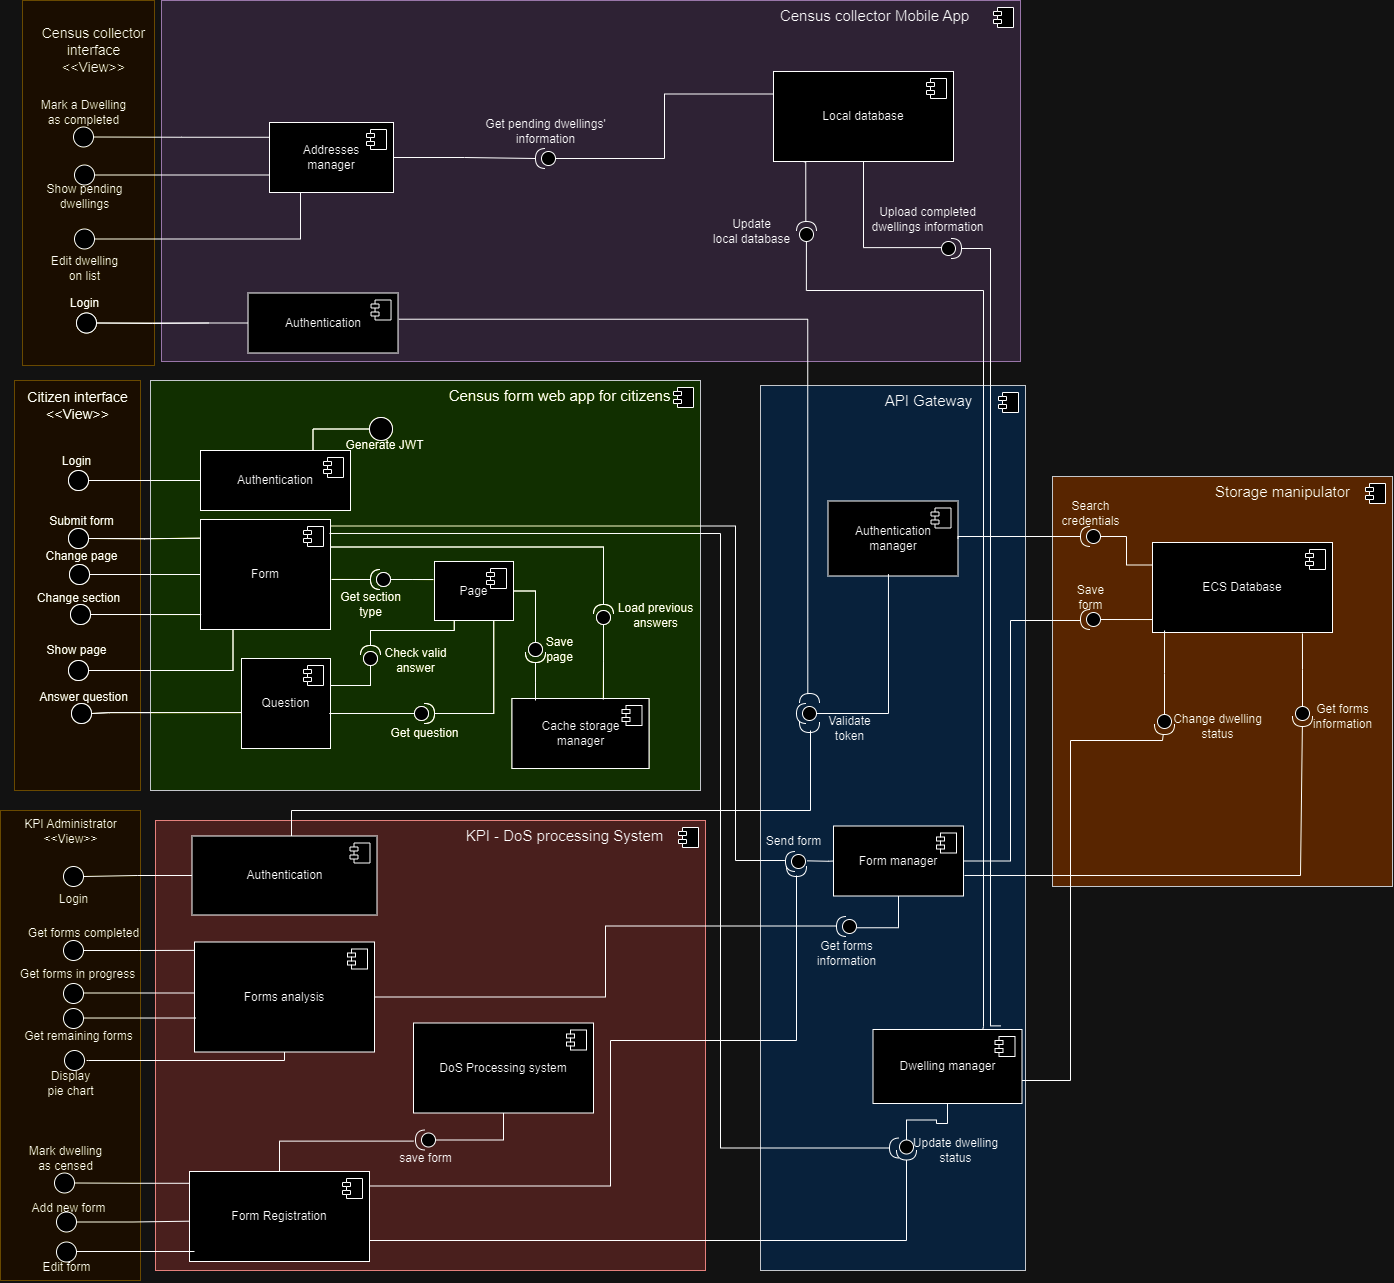 Census collector
interface
<<View>>
Mark a Dwelling
as completed
Show pending
dwellings
Edit dwelling
on list
Login
Census collector Mobile App
Addresses
manager
Get pending dwellings'
information
Local database
Update
local database
Upload completed
dwellings information
Authentication
Citizen interface
<<View>>
Login
Submit form
Change page
Change section
Show page
Answer question
Census form web app for citizens
Generate JWT
Authentication
Form
Get section
type
Page
Load previous
answers
Check valid
answer
Save
page
Question
Get question
Cache storage
manager
API Gateway
Authentication
manager
Validate
token
Send form
Form manager
Get forms
information
Dwelling manager
Update dwelling
status
Storage manipulator
Search
credentials
Save
form
ECS Database
Change dwelling
status
Get forms
information
KPI Administrator
<<View>>
Login
Get forms completed
Get forms in progress
Get remaining forms
Display
pie chart
Mark dwelling
as censed
Add new form
Edit form
KPI - DoS processing System
Authentication
Forms analysis
DoS Processing system
save form
Form Registration